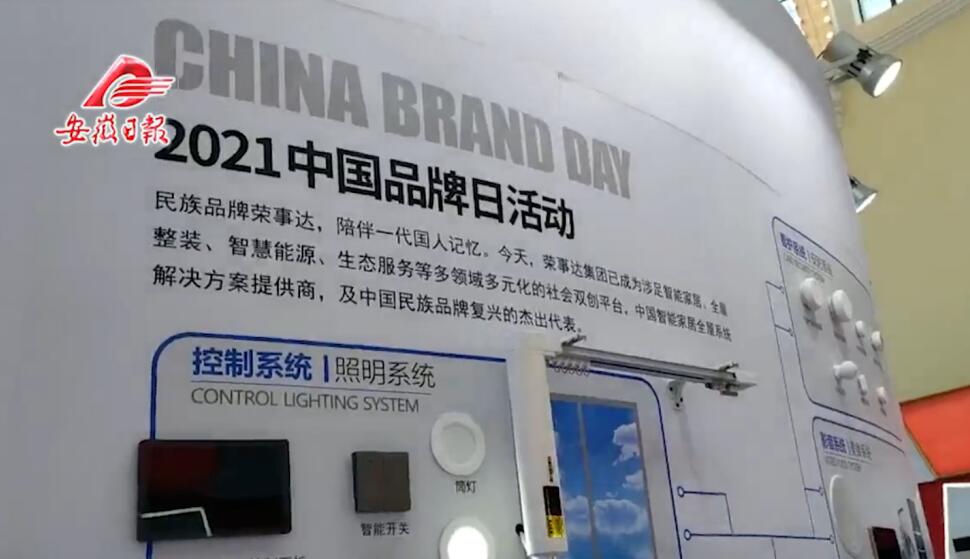 CHINA BRAND DAY
安徽日報
2021中国品牌日活动
民族品牌荣事达，陪伴一代国人记忆。今天，荣事达集团已成为涉足智能家居、全屋
整装、智慧能源、生态服务等多领域多元化的社会双创平台，中国智能家居全屋系统
解决方案提供商，及中国民族品牌复兴的杰出代表。
控制系统|照明系统
CONTROL LIGHTING SYSTEM
筒灯
智能开关